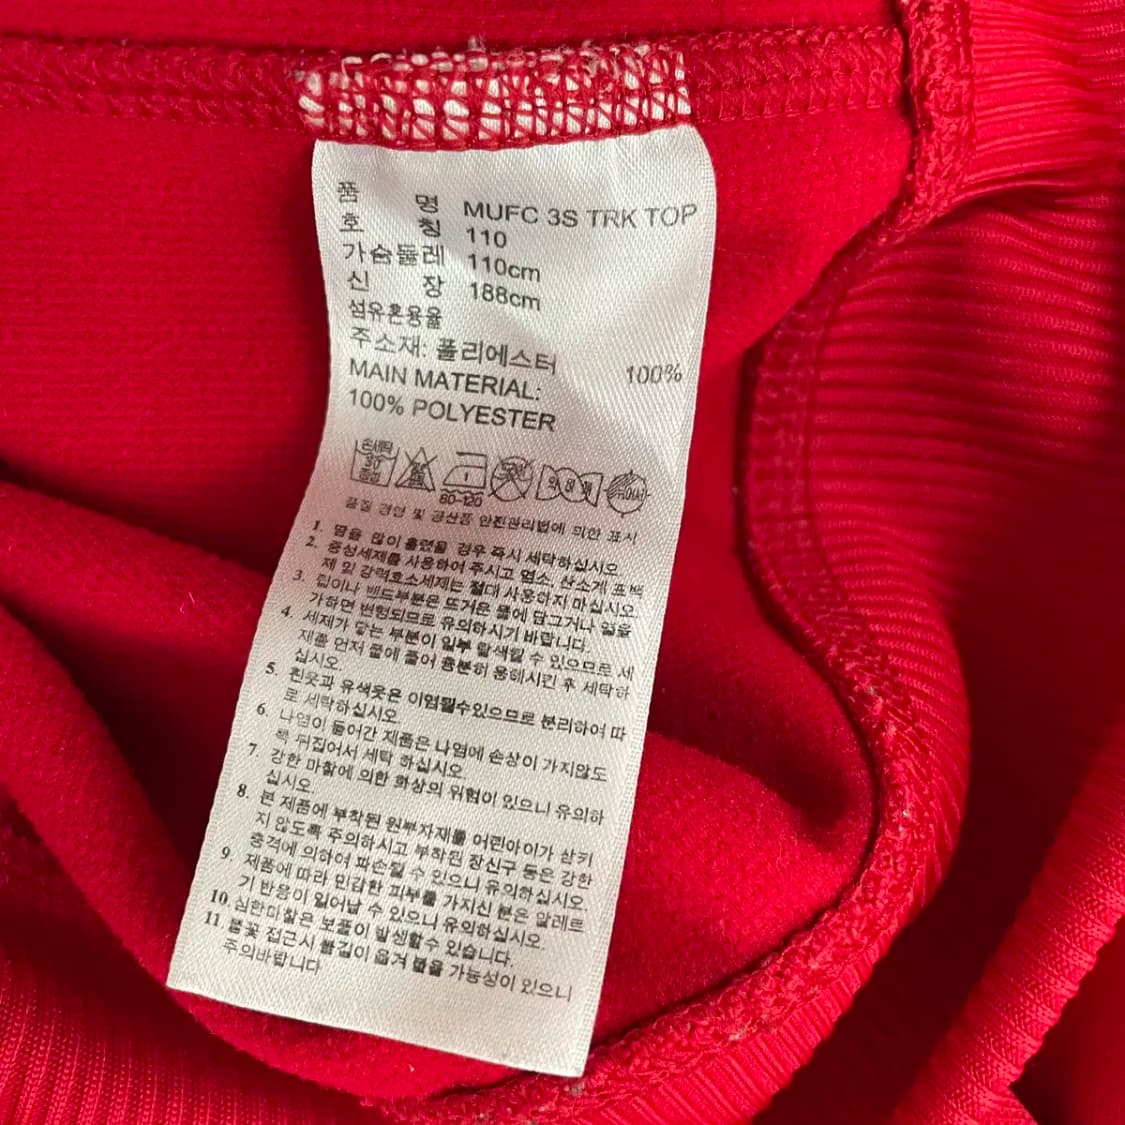 품 명 MUFC 3S TRK TOP
호 칭 110
가슴둘레 110cm
신 장 188cm
섬유혼용율
주소재: 폴리에스터 100%
MAIN MATERIAL:
100% POLYESTER
손세탁 30 중성 1 80-120 약하게
품질 경영 및 공산품 안전관리법에 의한 표시
1. 땀을 많이 흘렸을 경우 즉시 세탁하십시오.
2. 중성세제를 사용하여 주시고 염소, 산소계 표백
제 및 강력효소세제는 절대 사용하지 마십시오.
3. 립이나 밴드부분은 뜨거운 물에 담그거나 열을
가하면 변형되므로 유의하시기 바랍니다.
4. 세제가 닿는 부분이 일부 탈색될 수 있으므로 세
제를 먼저 물에 풀어 충분히 용해시킨 후 세탁하
십시오.
5. 흰옷과 유색옷은 이염될수있으므로 분리하여 따
로 세탁하십시오.
6. 나염이 들어간 제품은 나염에 손상이 가지않도
록 뒤집어서 세탁 하십시오.
7. 강한 마찰에 의한 화상의 위험이 있으니 유의하
십시오.
8. 본 제품에 부착된 원부자재를 어린아이가 삼키
지 않도록 주의하시고 부착된 장신구 등은 강한
충격에 의하여 파손될 수 있으니 유의하십시오.
9. 제품에 따라 민감한 피부를 가지신 분은 알레르
기 반응이 일어날 수 있으니 유의하십시오.
10. 심한마찰은 보풀이 발생할수 있습니다.
11. 불꽃 접근시 불길이 옮겨 붙을 가능성이 있으니
주의바랍니다